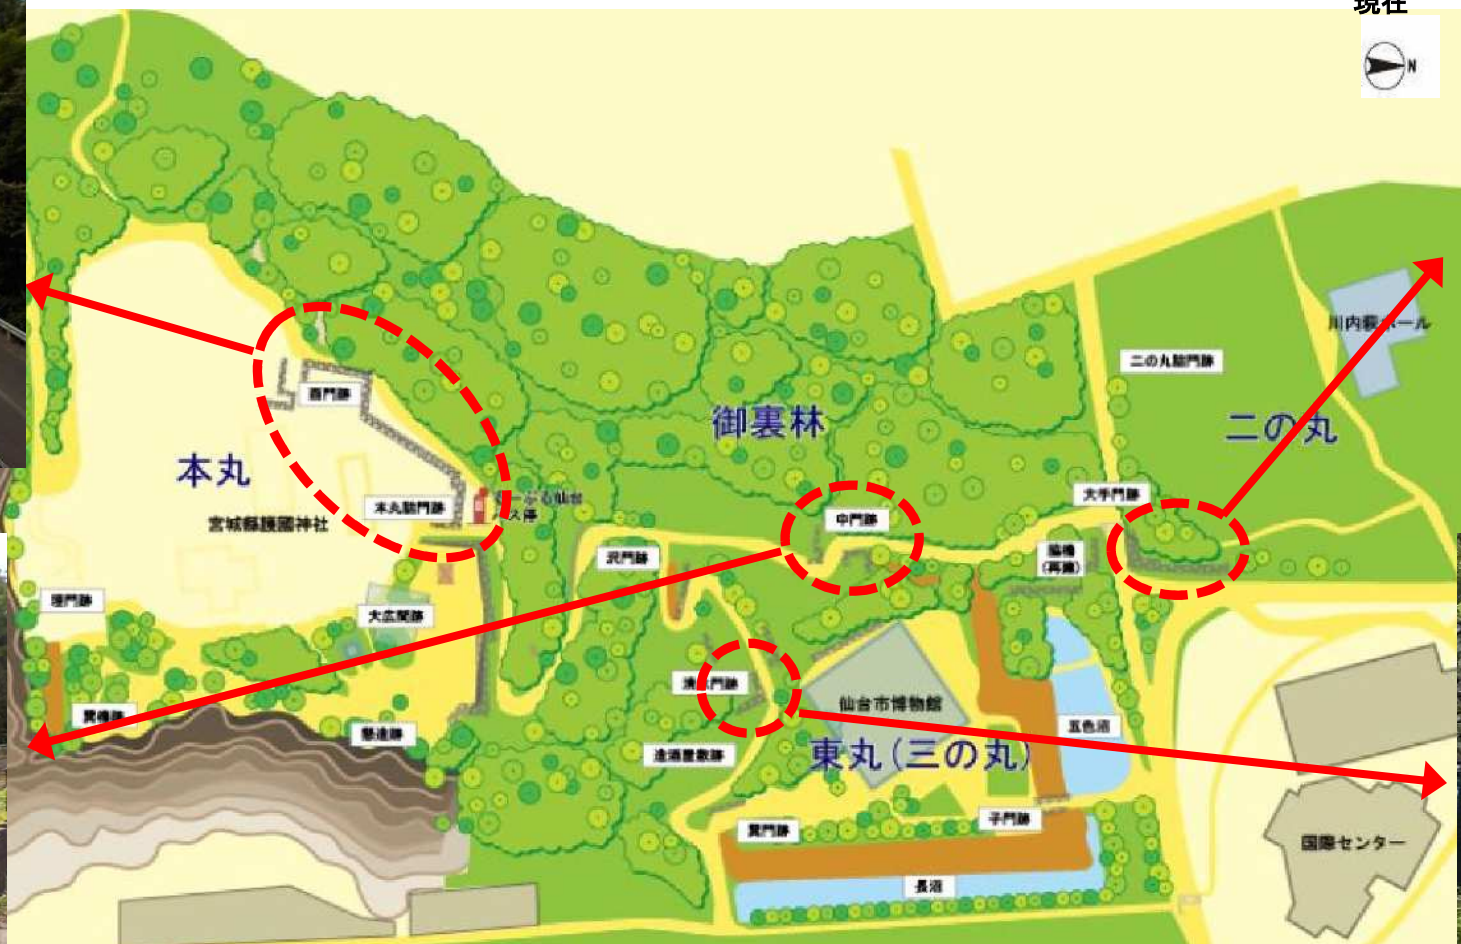 現在
N
川内萩ホール
二の丸詰門跡
御裏林
二の丸
西門跡
本丸
大手門跡
本丸詰門跡
中門跡
宮城縣護國神社
沢門跡
脇櫓
(再建)
埋門跡
大広間跡
清水門跡
仙台市博物館
巽櫓跡
五色沼
懸造跡
造酒屋敷跡
東丸(三の丸)
巽門跡
子門跡
国際センター
長沼